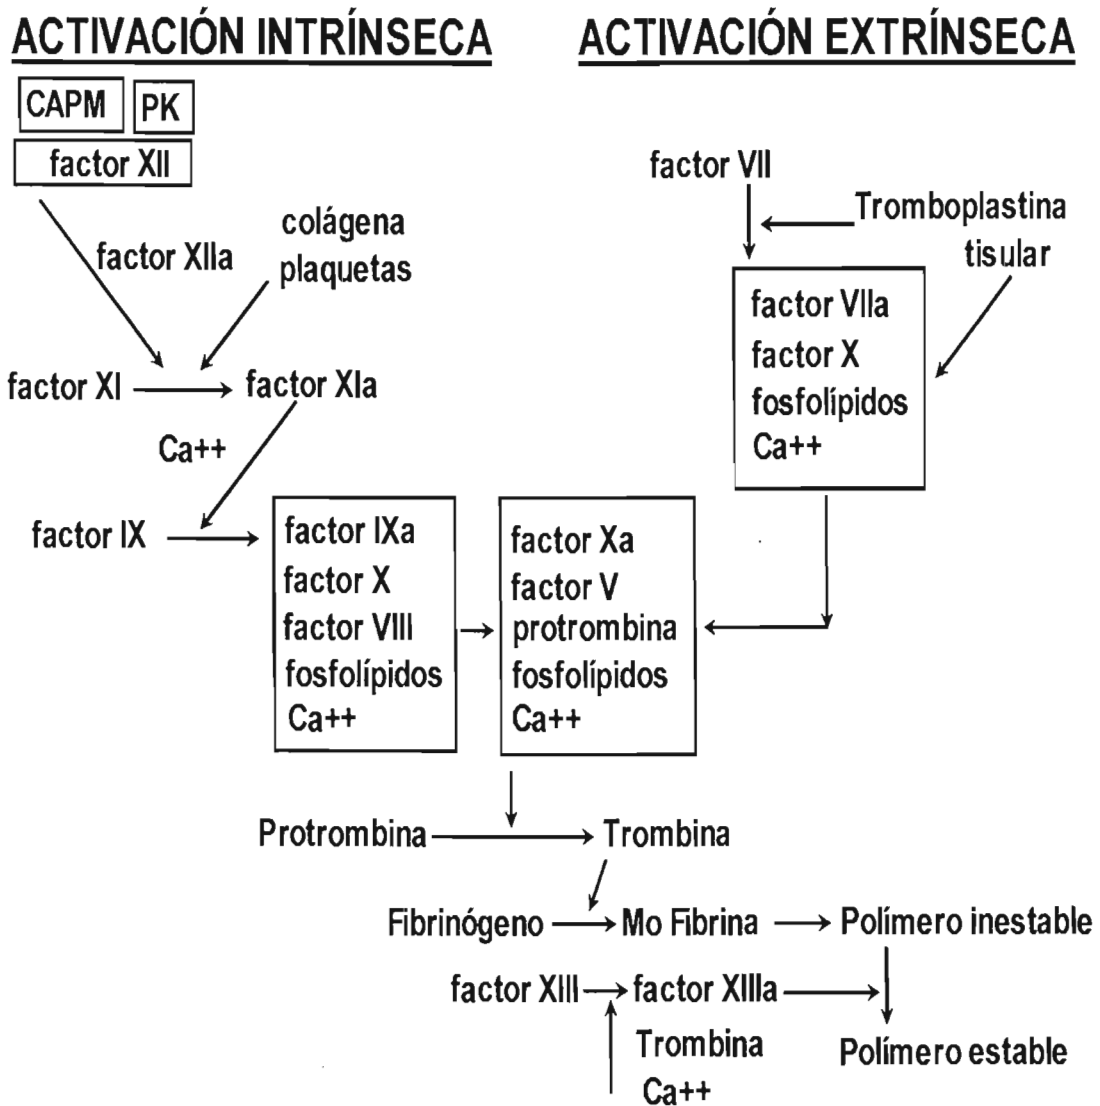 ACTIVACIÓN INTRÍNSECA
CAPM
PK
factor XII
factor XIIa
colágena
plaquetas
factor XI
factor XIa
Ca++
factor IX
factor IXa
factor X
factor VIII
fosfolípidos
Ca++
ACTIVACIÓN EXTRÍNSECA
factor VII
Tromboplastina
tisular
factor VIIa
factor X
fosfolípidos
Ca++
factor Xa
factor V
protrombina
fosfolípidos
Ca++
Protrombina
Trombina
Fibrinógeno
Mo Fibrina
Polímero inestable
factor XIII
factor XIIIa
Trombina
Ca++
Polímero estable